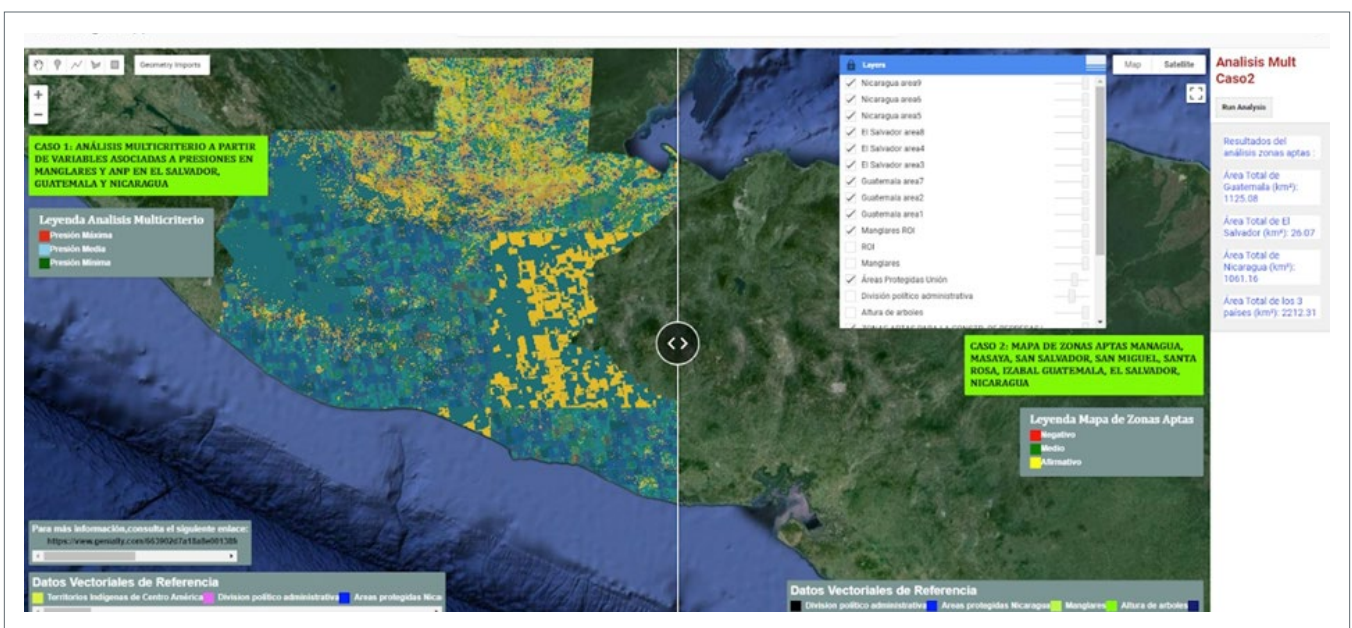 Geometry Imports
+
−
CASO 1: ANÁLISIS MULTICRITERIO A PARTIR
DE VARIABLES ASOCIADAS A PRESIONES EN
MANGLARES Y ANP EN EL SALVADOR,
GUATEMALA Y NICARAGUA
Leyenda Analisis Multicriterio
Presión Máxima
Presión Media
Presión Mínima
Para más información,consulta el siguiente enlace:
Datos Vectoriales de Referencia
Territorios Indígenas de Centro América Division político administrativa Areas protegidas Nica
Layers
Nicaragua area9
Nicaragua area6
Nicaragua area5
El Salvador area8
El Salvador area4
El Salvador area3
Guatemala area7
Guatemala area2
Guatemala area1
Manglares ROI
ROI
Manglares
Áreas Protegidas Unión
División político administrativa
Altura de arboles
ZONAS APTAS PARA LA CONSTR. DE REPRESAS
Map Satellite
CASO 2: MAPA DE ZONAS APTAS MANAGUA,
MASAYA, SAN SALVADOR, SAN MIGUEL, SANTA
ROSA, IZABAL GUATEMALA, EL SALVADOR,
NICARAGUA
Leyenda Mapa de Zonas Aptas
Negativo
Medio
Afirmativo
Datos Vectoriales de Referencia
Division político administrativa Areas protegidas Nicaragua Manglares Altura de arboles
Analisis Mult
Caso2
Run Analysis
Resultados del
análisis zonas aptas :
Área Total de
Guatemala (km²):
1125.08
Área Total de El
Salvador (km²): 26.07
Área Total de
Nicaragua (km²):
1061.16
Área Total de los 3
países (km²): 2212.31